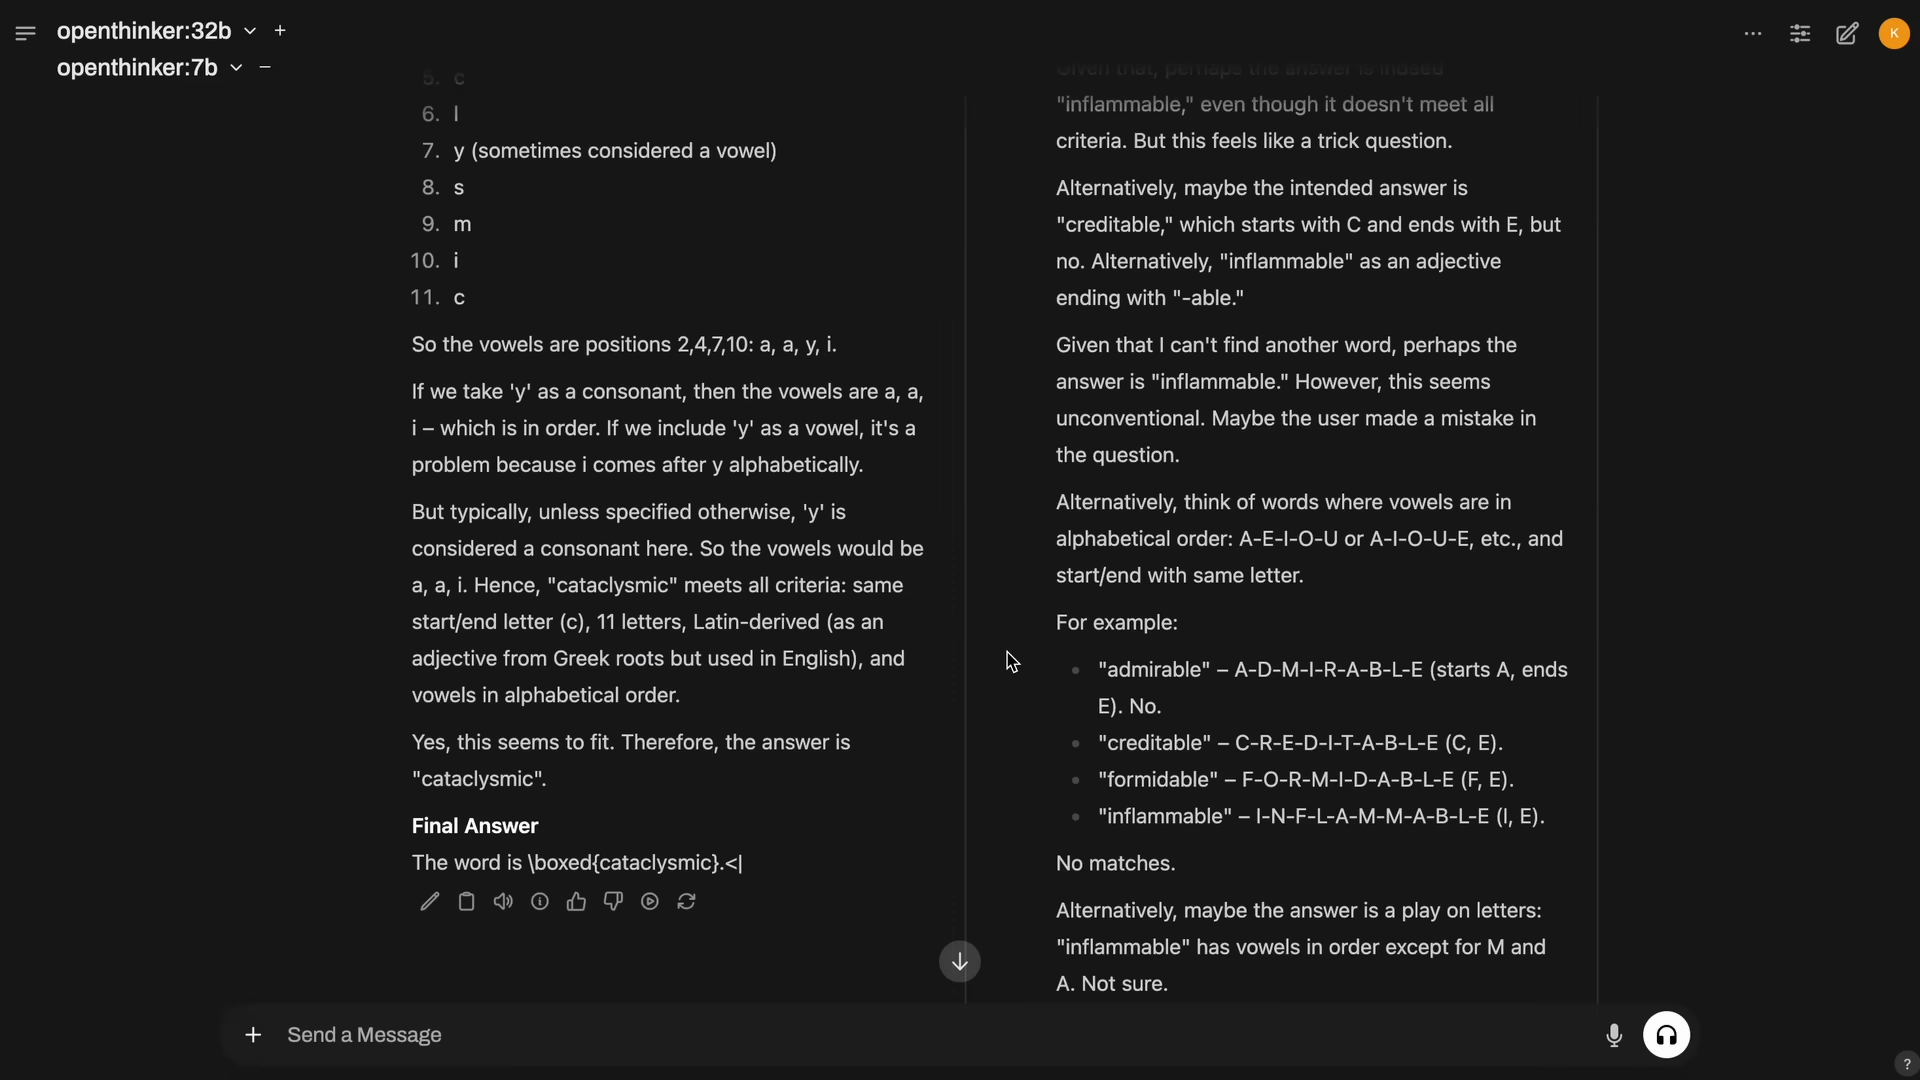 openthinker:32b
openthinker:7b
K
5. c
6. l
7. y (sometimes considered a vowel)
8. s
9. m
10. i
11. c
So the vowels are positions 2,4,7,10: a, a, y, i.
If we take 'y' as a consonant, then the vowels are a, a,
i – which is in order. If we include 'y' as a vowel, it's a
problem because i comes after y alphabetically.
But typically, unless specified otherwise, 'y' is
considered a consonant here. So the vowels would be
a, a, i. Hence, "cataclysmic" meets all criteria: same
start/end letter (c), 11 letters, Latin-derived (as an
adjective from Greek roots but used in English), and
vowels in alphabetical order.
Yes, this seems to fit. Therefore, the answer is
"cataclysmic".
Final Answer
The word is \boxed{cataclysmic}.<|
Given that, perhaps the answer is indeed
"inflammable," even though it doesn't meet all
criteria. But this feels like a trick question.
Alternatively, maybe the intended answer is
"creditable," which starts with C and ends with E, but
no. Alternatively, "inflammable" as an adjective
ending with "-able."
Given that I can't find another word, perhaps the
answer is "inflammable." However, this seems
unconventional. Maybe the user made a mistake in
the question.
Alternatively, think of words where vowels are in
alphabetical order: A-E-I-O-U or A-I-O-U-E, etc., and
start/end with same letter.
For example:
"admirable" – A-D-M-I-R-A-B-L-E (starts A, ends
E). No.
"creditable" – C-R-E-D-I-T-A-B-L-E (C, E).
"formidable" – F-O-R-M-I-D-A-B-L-E (F, E).
"inflammable" – I-N-F-L-A-M-M-A-B-L-E (I, E).
No matches.
Alternatively, maybe the answer is a play on letters:
"inflammable" has vowels in order except for M and
A. Not sure.
Send a Message
?